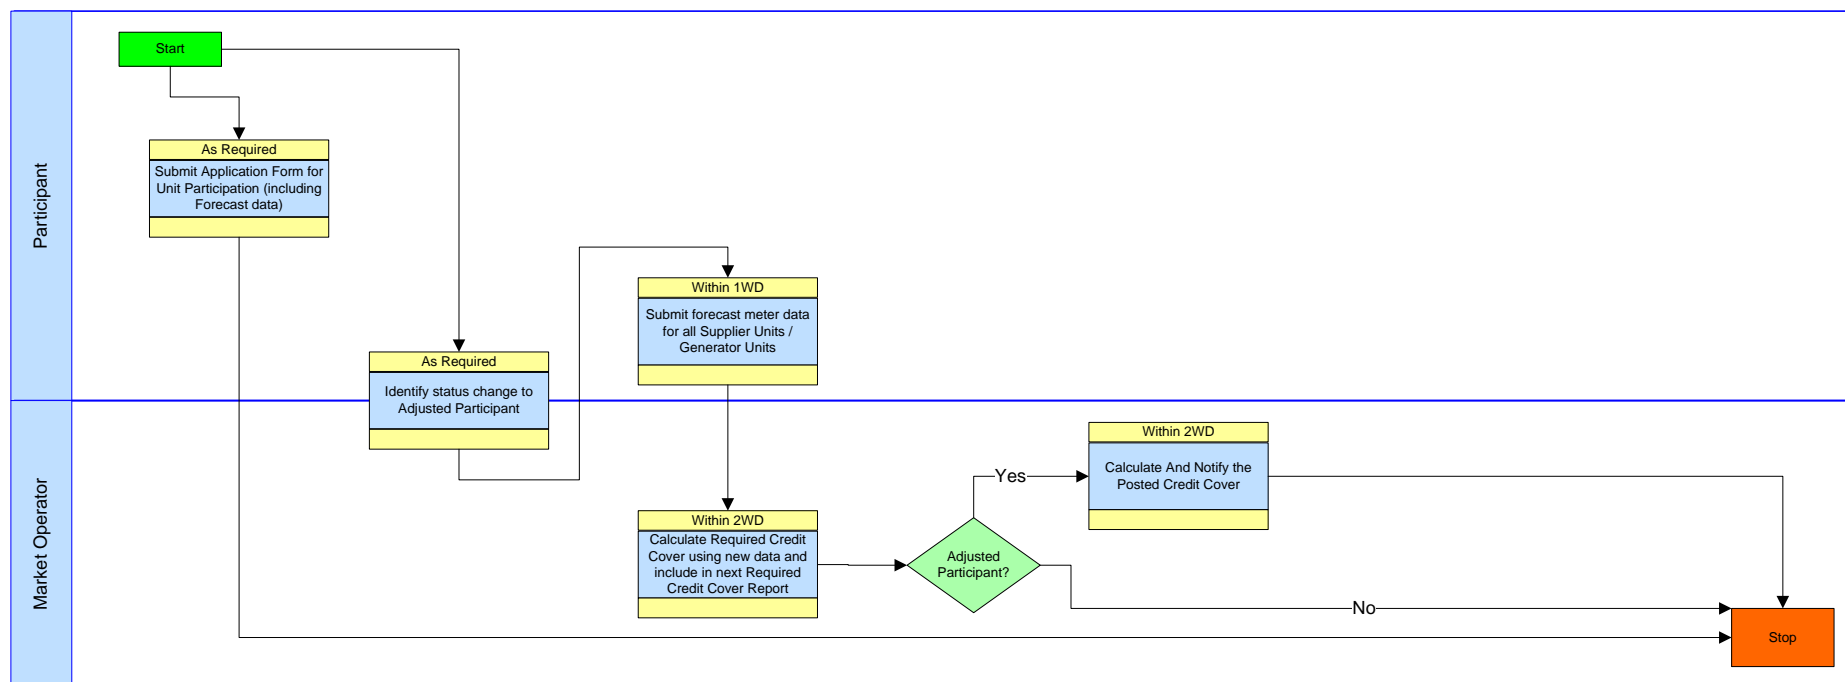 Participant
Start
As Required
Submit Application Form for
Unit Participation (including
Forecast data)
As Required
Identify status change to
Adjusted Participant
Within 1WD
Submit forecast meter data
for all Supplier Units /
Generator Units
Market Operator
Within 2WD
Calculate Required Credit
Cover using new data and
include in next Required
Credit Cover Report
Adjusted
Participant?
Yes
Within 2WD
Calculate And Notify the
Posted Credit Cover
No
Stop